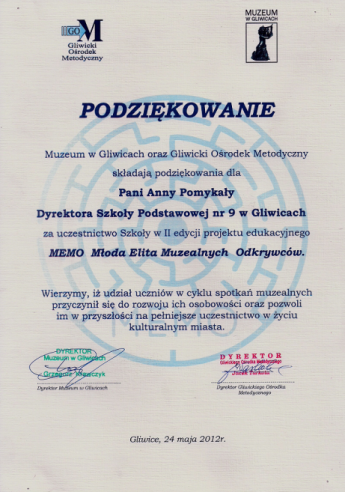 GOM
Gliwicki
Ośrodek
Metodyczny
MUZEUM
W GLIWICACH
PODZIĘKOWANIE
Muzeum w Gliwicach oraz Gliwicki Ośrodek Metodyczny
składają podziękowania dla
Pani Anny Pomykały
Dyrektora Szkoły Podstawowej nr 9 w Gliwicach
za uczestnictwo Szkoły w II edycji projektu edukacyjnego
MEMO Młoda Elita Muzealnych Odkrywców.
Wierzymy, iż udział uczniów w cyklu spotkań muzealnych
przyczynił się do rozwoju ich osobowości oraz pozwoli
im w przyszłości na pełniejsze uczestnictwo w życiu
kulturalnym miasta.
DYREKTOR
Muzeum w Gliwicach
Grzegorz
Dyrektor Muzeum w Gliwicach
DYREKTOR
Gliwickiego Ośrodka Metodycznego
Dyrektor Gliwickiego Ośrodka
Metodycznego
Gliwice, 24 maja 2012r.
MEMO